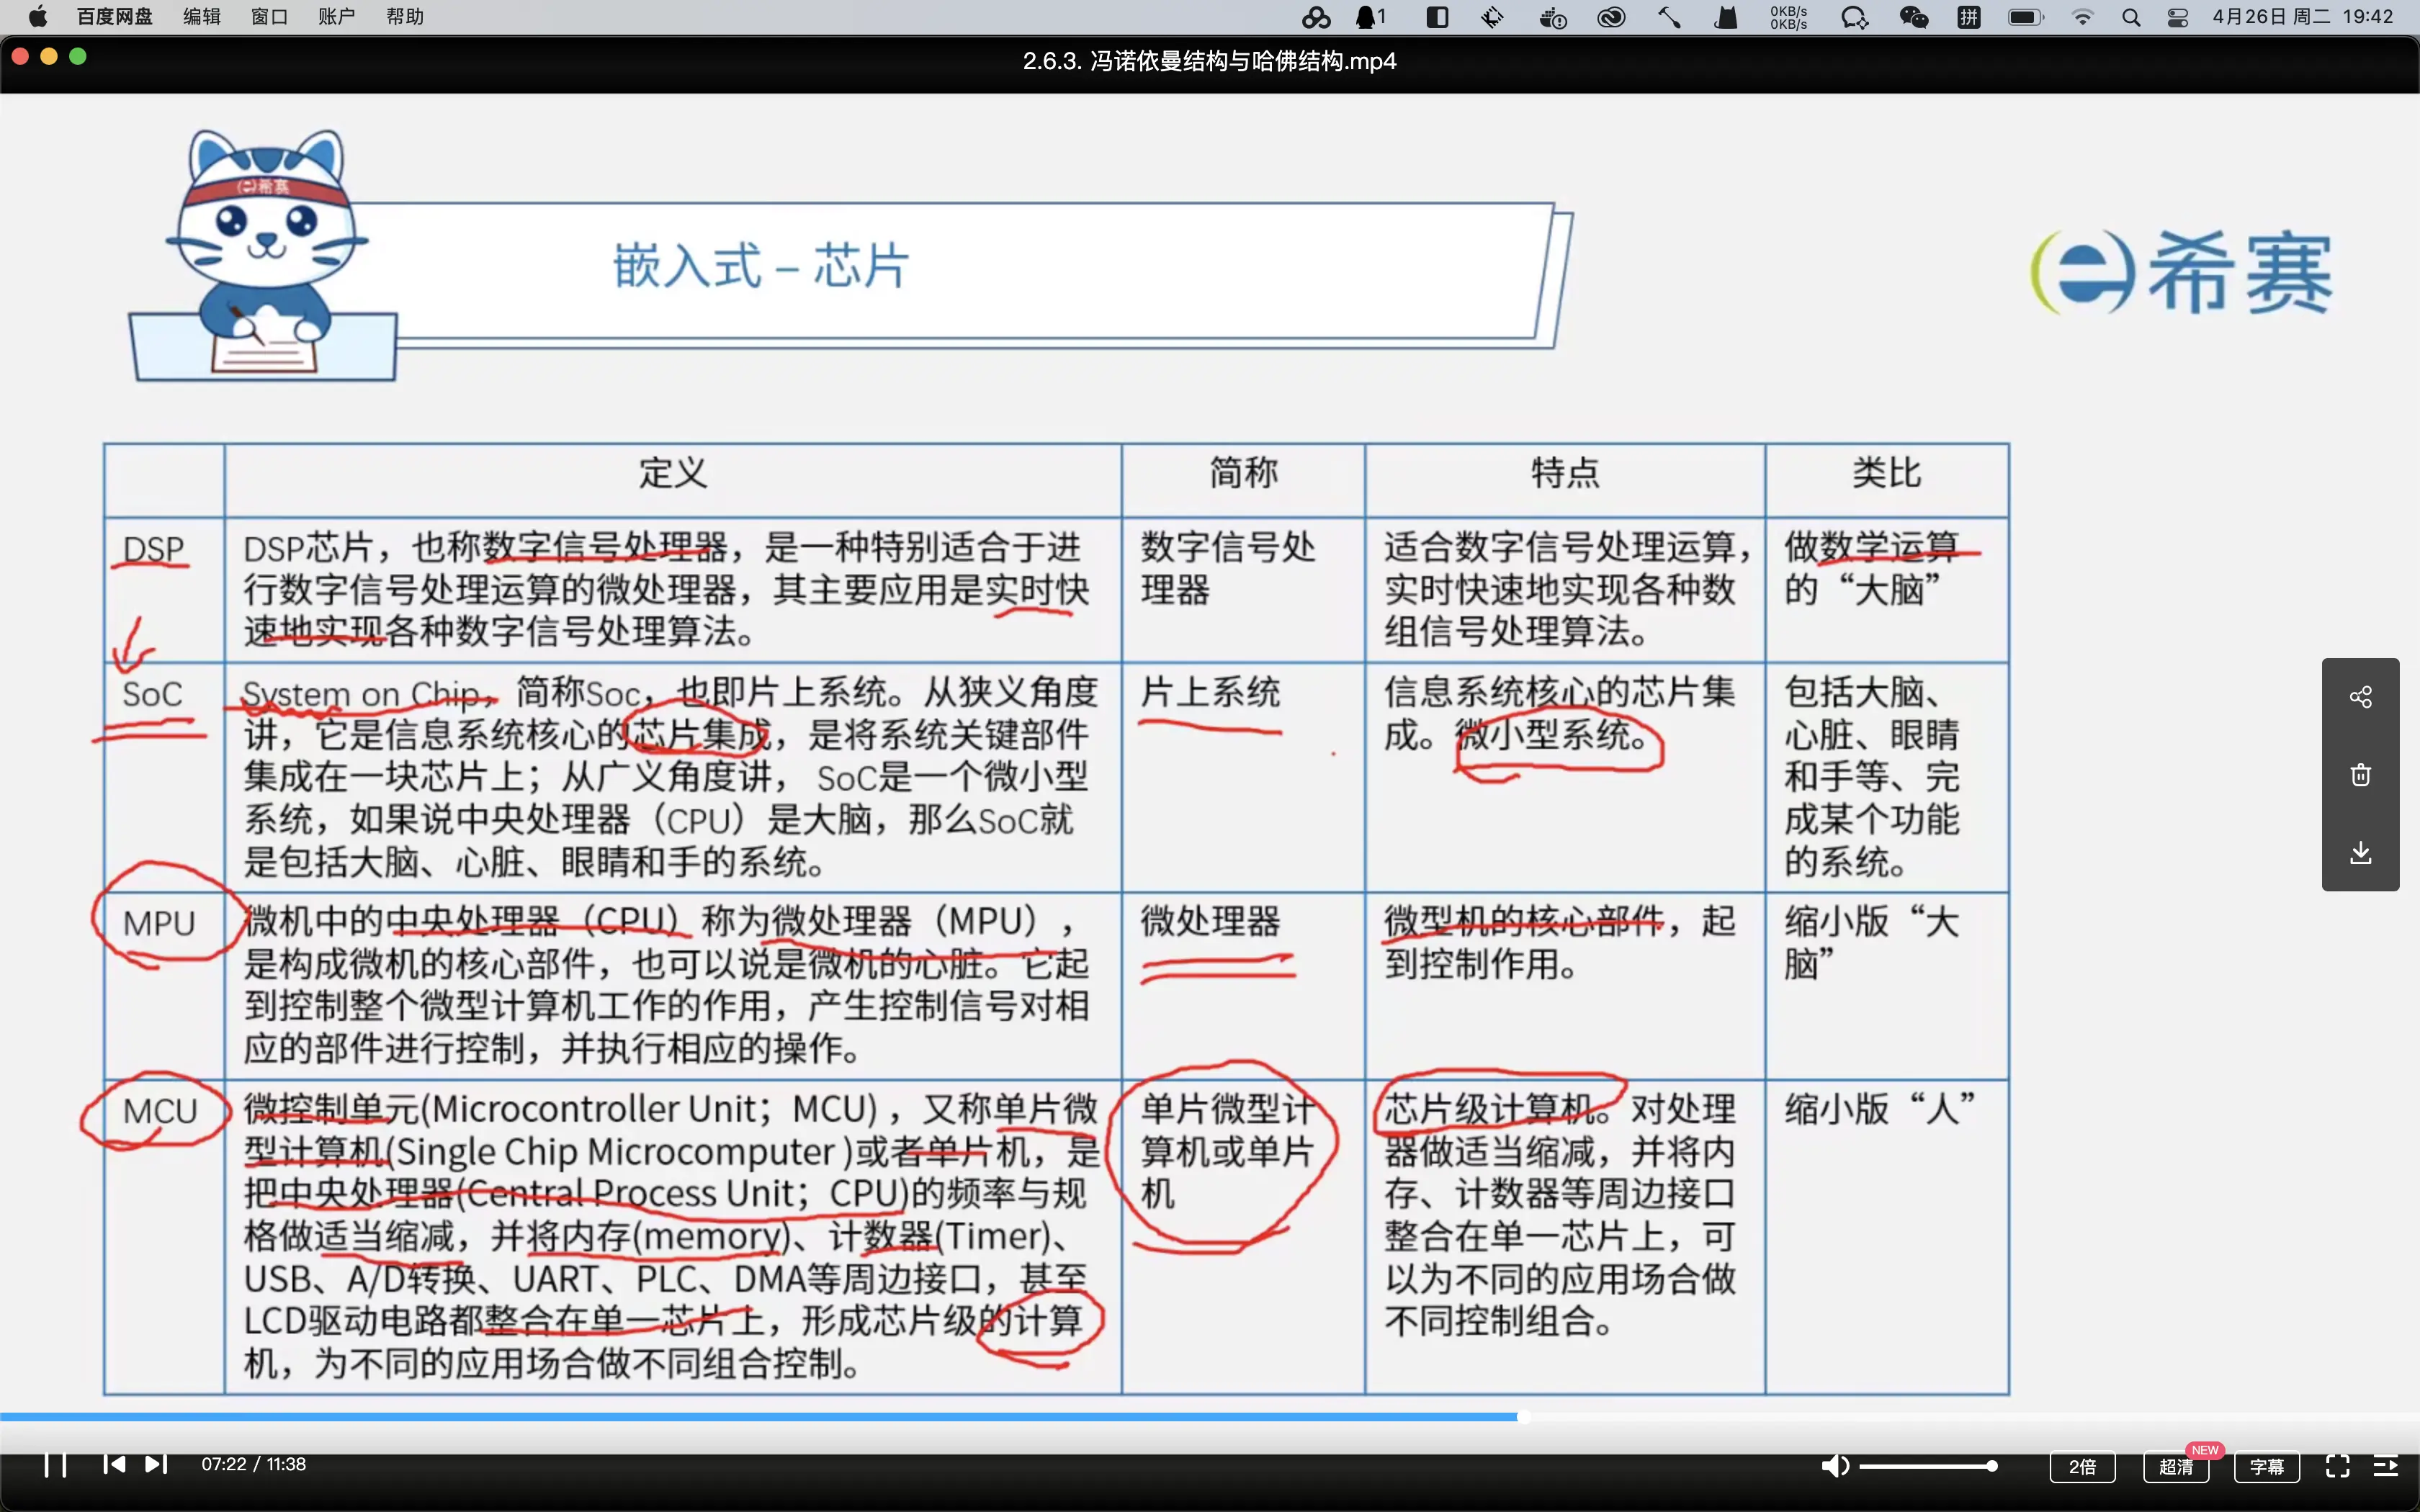 百度网盘 编辑 窗口 账户 帮助 1 0KB/s 0KB/s 拼 4月26日 周二 19:42
2.6.3. 冯诺依曼结构与哈佛结构.mp4
希赛
嵌入式 – 芯片
希赛
定义 简称 特点 类比
DSP
DSP芯片，也称数字信号处理器，是一种特别适合于进
行数字信号处理运算的微处理器，其主要应用是实时快
速地实现各种数字信号处理算法。
数字信号处
理器
适合数字信号处理运算，
实时快速地实现各种数
组信号处理算法。
做数学运算
的“大脑”
SoC
System on Chip，简称Soc，也即片上系统。从狭义角度
讲，它是信息系统核心的芯片集成，是将系统关键部件
集成在一块芯片上；从广义角度讲， SoC是一个微小型
系统，如果说中央处理器（CPU）是大脑，那么SoC就
是包括大脑、心脏、眼睛和手的系统。
片上系统
信息系统核心的芯片集
成。微小型系统。
包括大脑、
心脏、眼睛
和手等、完
成某个功能
的系统。
MPU
微机中的中央处理器（CPU）称为微处理器（MPU），
是构成微机的核心部件，也可以说是微机的心脏。它起
到控制整个微型计算机工作的作用，产生控制信号对相
应的部件进行控制，并执行相应的操作。
微处理器
微型机的核心部件，起
到控制作用。
缩小版“大
脑”
MCU
微控制单元(Microcontroller Unit；MCU) ，又称单片微
型计算机(Single Chip Microcomputer )或者单片机，是
把中央处理器(Central Process Unit；CPU)的频率与规
格做适当缩减，并将内存(memory)、计数器(Timer)、
USB、A/D转换、UART、PLC、DMA等周边接口，甚至
LCD驱动电路都整合在单一芯片上，形成芯片级的计算
机，为不同的应用场合做不同组合控制。
单片微型计
算机或单片
机
芯片级计算机。对处理
器做适当缩减，并将内
存、计数器等周边接口
整合在单一芯片上，可
以为不同的应用场合做
不同控制组合。
缩小版“人”
07:22 / 11:38 2倍 超清 NEW 字幕